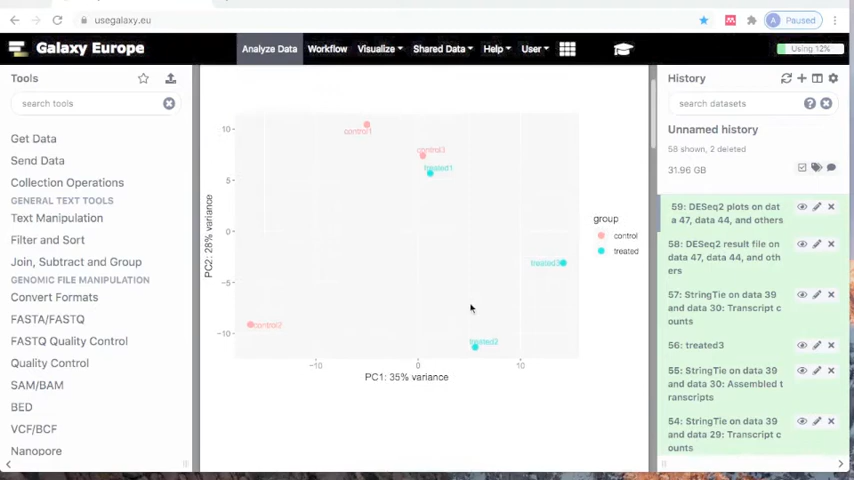 usegalaxy.eu
A Paused
Galaxy Europe
Analyze Data Workflow Visualize Shared Data Help User
Using 12%
Tools
search tools
Get Data
Send Data
Collection Operations
GENERAL TEXT TOOLS
Text Manipulation
Filter and Sort
Join, Subtract and Group
GENOMIC FILE MANIPULATION
Convert Formats
FASTA/FASTQ
FASTQ Quality Control
Quality Control
SAM/BAM
BED
VCF/BCF
Nanopore
control1
control3
treated1
treated3
control2
treated2
10
5
0
−5
−10
PC2: 28% variance
−10 0 10
PC1: 35% variance
group
control
treated
History
search datasets
Unnamed history
58 shown, 2 deleted
31.96 GB
59: DESeq2 plots on dat
a 47, data 44, and others
58: DESeq2 result file on
data 47, data 44, and oth
ers
57: StringTie on data 39
and data 30: Transcript c
ounts
56: treated3
55: StringTie on data 39
and data 30: Assembled t
ranscripts
54: StringTie on data 39
and data 29: Transcript c
ounts